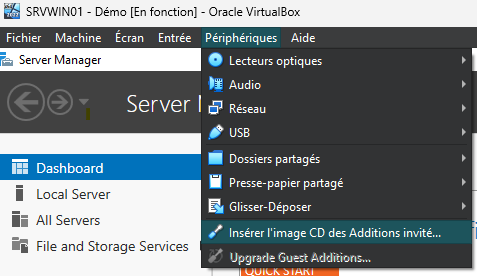 2022
SRVWIN01 - Démo [En fonction] - Oracle VirtualBox
Fichier Machine Écran Entrée Périphériques Aide
Server Manager
Lecteurs optiques
Audio
Server M
Réseau
USB
Dashboard
Dossiers partagés
Local Server
Presse-papier partagé
All Servers
Glisser-Déposer
File and Storage Services
Insérer l'image CD des Additions invité...
Upgrade Guest Additions...
QUICK START